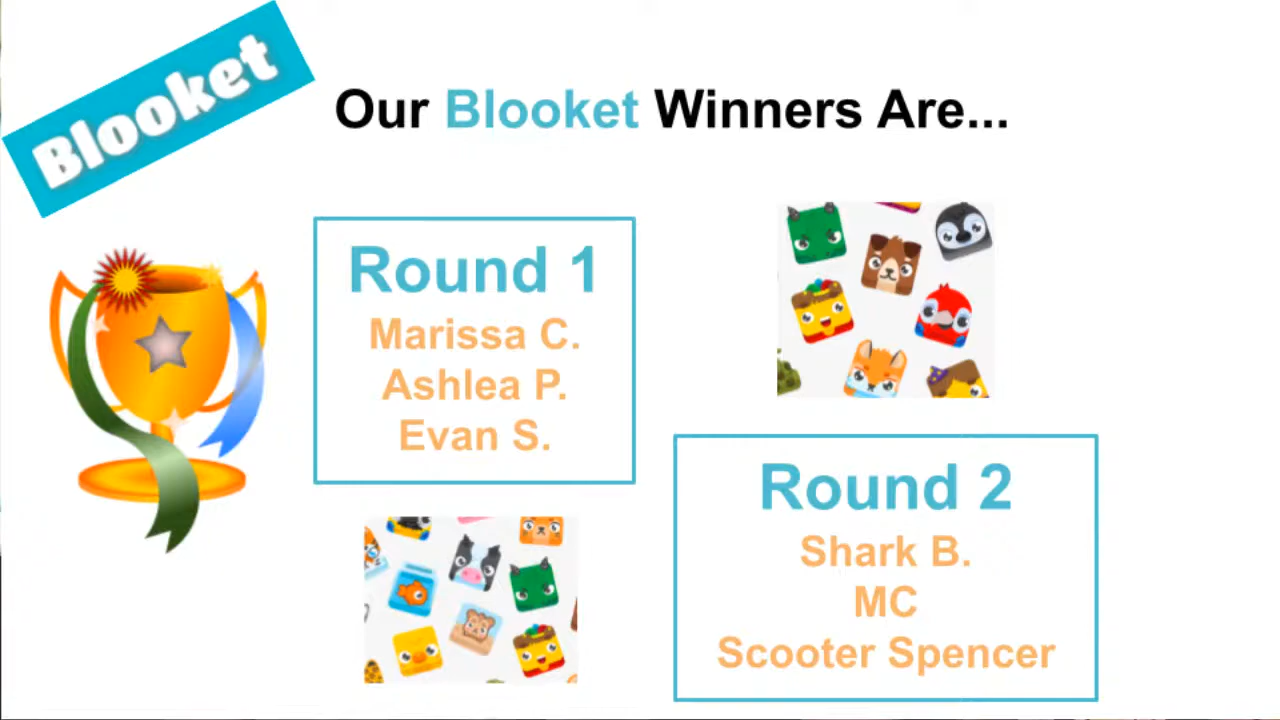 Blooket
Our Blooket Winners Are...
Round 1
Marissa C.
Ashlea P.
Evan S.
Round 2
Shark B.
MC
Scooter Spencer